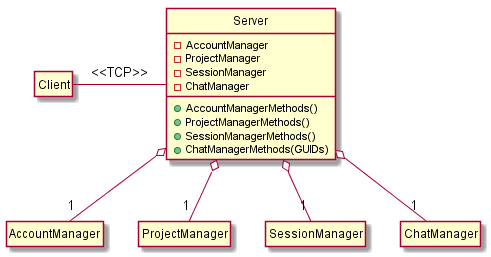 Server
AccountManager
ProjectManager
SessionManager
ChatManager
<<TCP>>
Client
AccountManagerMethods()
ProjectManagerMethods()
SessionManagerMethods()
ChatManagerMethods(GUIDs)
1 1 1 1
AccountManager ProjectManager SessionManager ChatManager